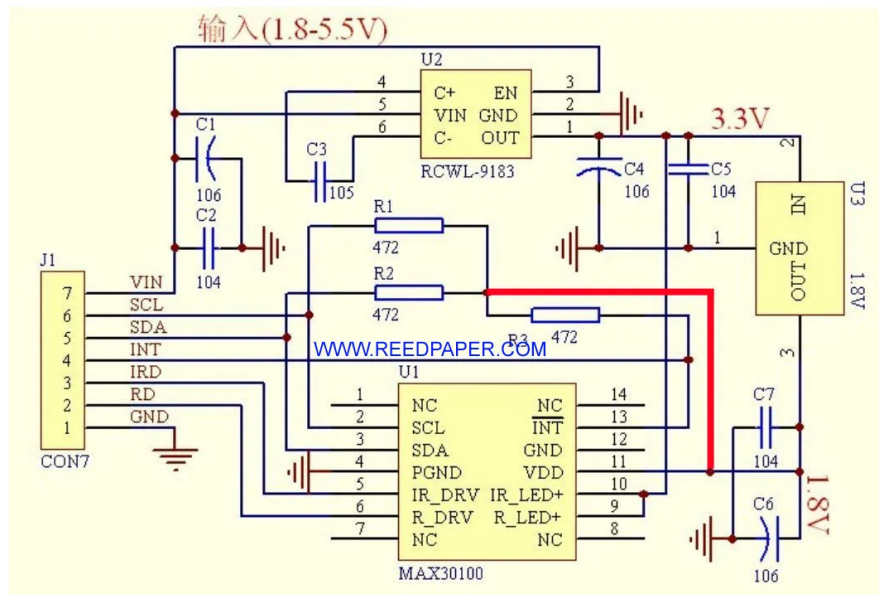 输入(1.8-5.5V)
U2
4 C+ EN 3
5 VIN GND 2
6 C- OUT 1
RCWL-9183
3.3V
C1
106
C2
104
C3
105
C4
106
C5
104
2
IN
1 GND
OUT
3
U3
1.8V
R1
472
R2
472
R3 472
J1
7 VIN
6 SCL
5 SDA
4 INT
3 IRD
2 RD
1 GND
CON7
WWW.REEDPAPER.COM
U1
1 NC NC 14
2 SCL INT 13
3 SDA GND 12
4 PGND VDD 11
5 IR_DRV IR_LED+ 10
6 R_DRV R_LED+ 9
7 NC NC 8
MAX30100
C7
104
C6
106
1.8V